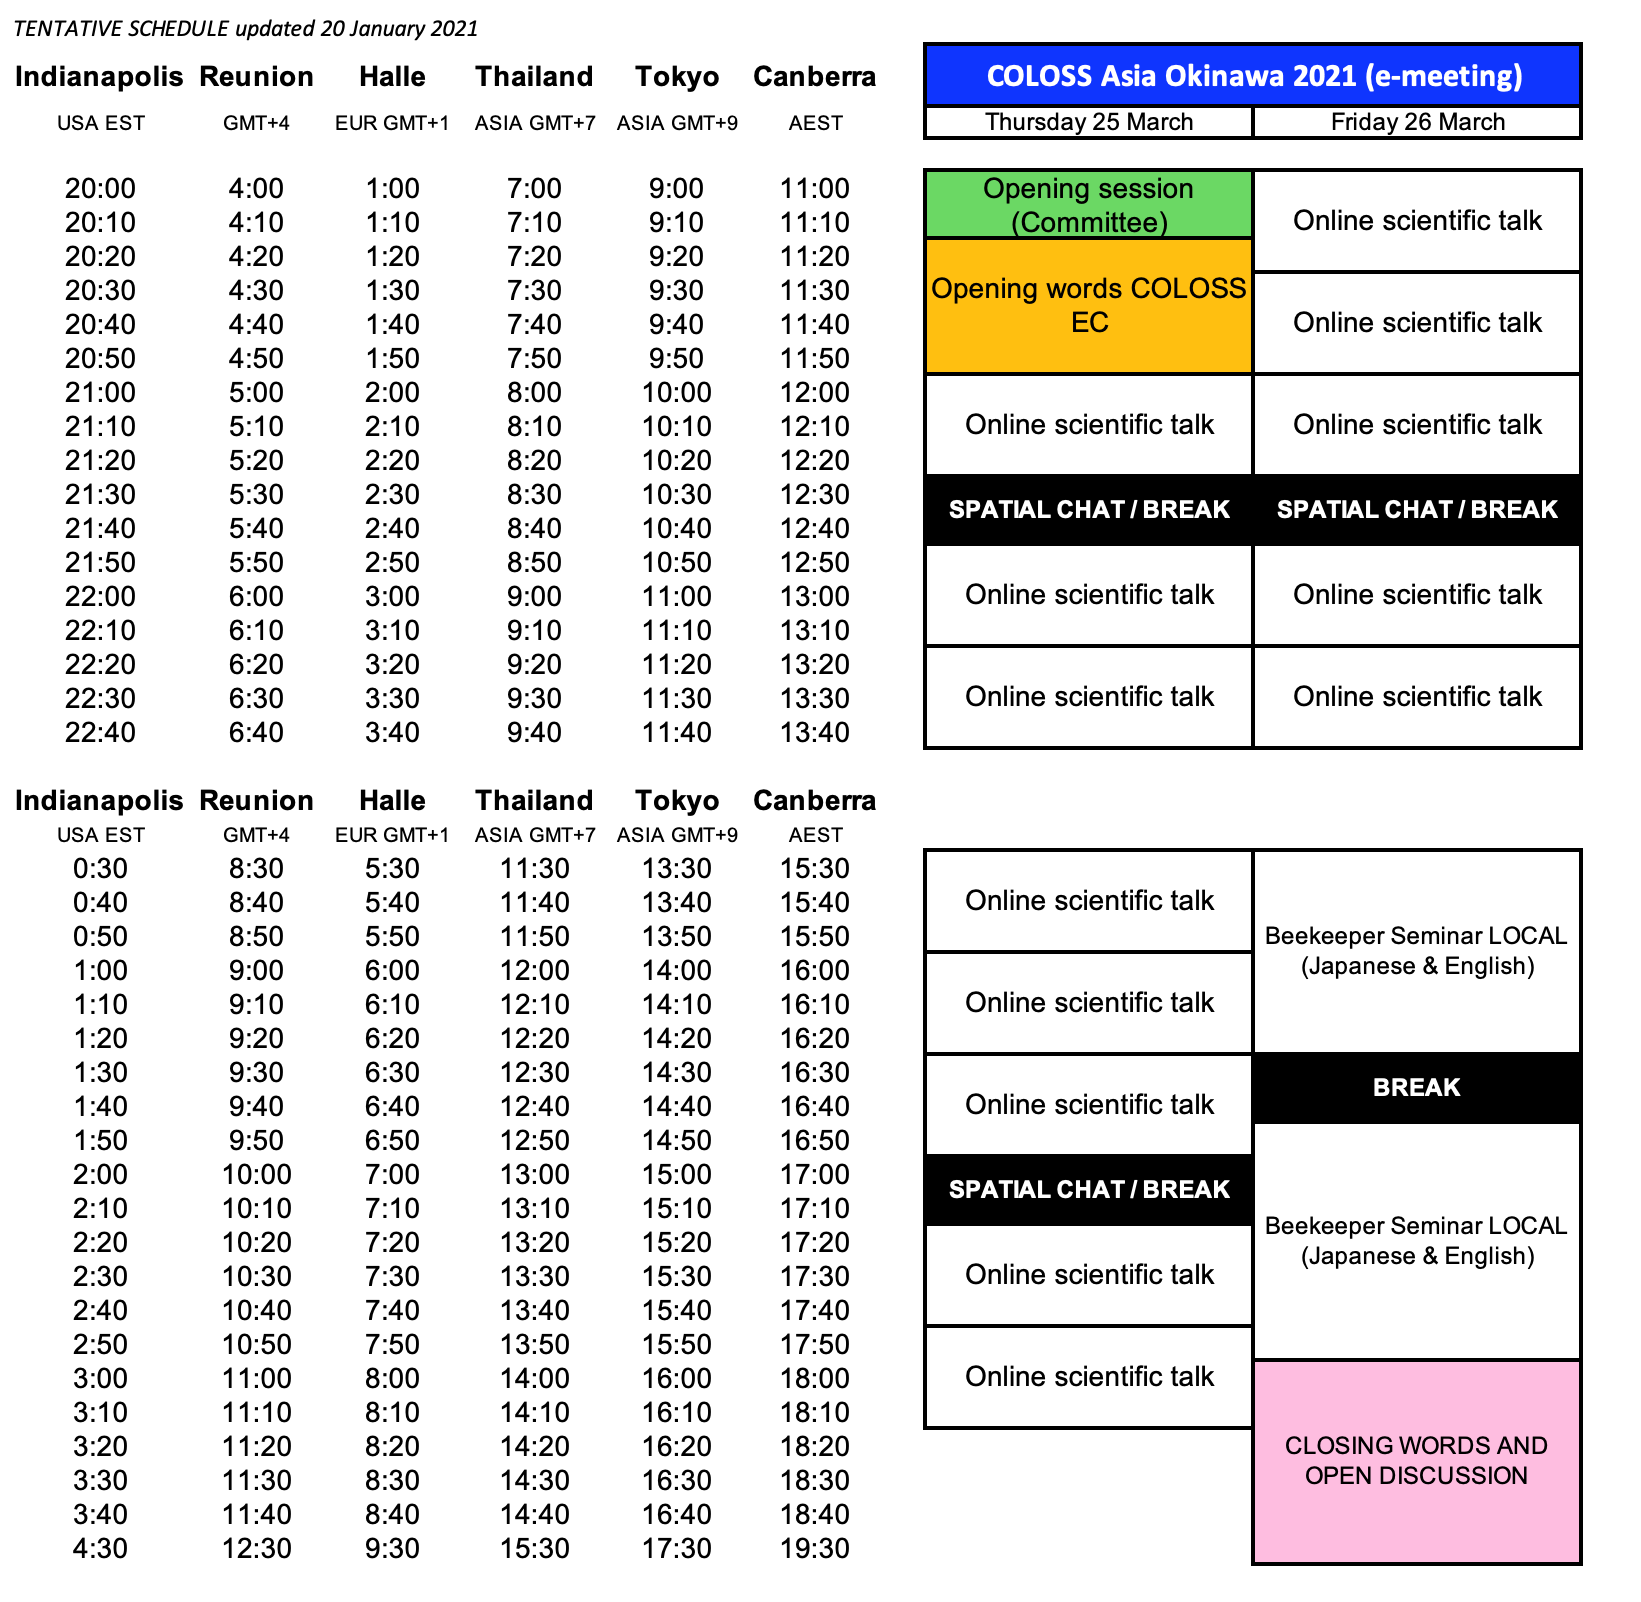 TENTATIVE SCHEDULE updated 20 January 2021
Indianapolis Reunion Halle Thailand Tokyo Canberra COLOSS Asia Okinawa 2021 (e-meeting)
USA EST GMT+4 EUR GMT+1 ASIA GMT+7 ASIA GMT+9 AEST Thursday 25 March Friday 26 March
20:00 4:00 1:00 7:00 9:00 11:00 Opening session
20:10 4:10 1:10 7:10 9:10 11:10 (Committee) Online scientific talk
20:20 4:20 1:20 7:20 9:20 11:20
20:30 4:30 1:30 7:30 9:30 11:30 Opening words COLOSS
20:40 4:40 1:40 7:40 9:40 11:40 EC Online scientific talk
20:50 4:50 1:50 7:50 9:50 11:50
21:00 5:00 2:00 8:00 10:00 12:00
21:10 5:10 2:10 8:10 10:10 12:10 Online scientific talk Online scientific talk
21:20 5:20 2:20 8:20 10:20 12:20
21:30 5:30 2:30 8:30 10:30 12:30 SPATIAL CHAT / BREAK SPATIAL CHAT / BREAK
21:40 5:40 2:40 8:40 10:40 12:40
21:50 5:50 2:50 8:50 10:50 12:50
22:00 6:00 3:00 9:00 11:00 13:00 Online scientific talk Online scientific talk
22:10 6:10 3:10 9:10 11:10 13:10
22:20 6:20 3:20 9:20 11:20 13:20
22:30 6:30 3:30 9:30 11:30 13:30 Online scientific talk Online scientific talk
22:40 6:40 3:40 9:40 11:40 13:40
Indianapolis Reunion Halle Thailand Tokyo Canberra
USA EST GMT+4 EUR GMT+1 ASIA GMT+7 ASIA GMT+9 AEST
0:30 8:30 5:30 11:30 13:30 15:30
0:40 8:40 5:40 11:40 13:40 15:40 Online scientific talk
0:50 8:50 5:50 11:50 13:50 15:50 Beekeeper Seminar LOCAL
1:00 9:00 6:00 12:00 14:00 16:00 (Japanese & English)
1:10 9:10 6:10 12:10 14:10 16:10 Online scientific talk
1:20 9:20 6:20 12:20 14:20 16:20
1:30 9:30 6:30 12:30 14:30 16:30 BREAK
1:40 9:40 6:40 12:40 14:40 16:40 Online scientific talk
1:50 9:50 6:50 12:50 14:50 16:50
2:00 10:00 7:00 13:00 15:00 17:00 SPATIAL CHAT / BREAK
2:10 10:10 7:10 13:10 15:10 17:10 Beekeeper Seminar LOCAL
2:20 10:20 7:20 13:20 15:20 17:20 (Japanese & English)
2:30 10:30 7:30 13:30 15:30 17:30 Online scientific talk
2:40 10:40 7:40 13:40 15:40 17:40
2:50 10:50 7:50 13:50 15:50 17:50
3:00 11:00 8:00 14:00 16:00 18:00 Online scientific talk
3:10 11:10 8:10 14:10 16:10 18:10
3:20 11:20 8:20 14:20 16:20 18:20 CLOSING WORDS AND
3:30 11:30 8:30 14:30 16:30 18:30 OPEN DISCUSSION
3:40 11:40 8:40 14:40 16:40 18:40
4:30 12:30 9:30 15:30 17:30 19:30